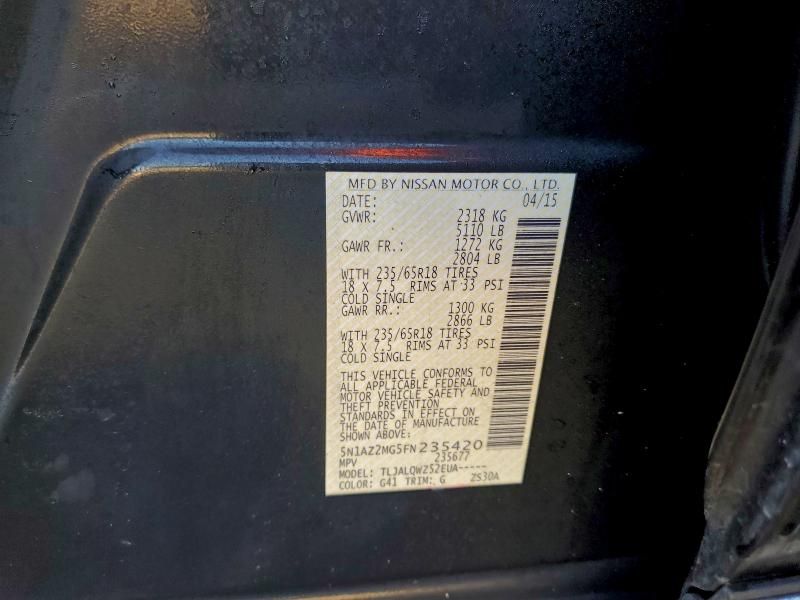 MFD BY NISSAN MOTOR CO., LTD.
DATE: 04/15
GVWR: 2318 KG
5110 LB
GAWR FR.: 1272 KG
2804 LB
WITH 235/65R18 TIRES
18 X 7.5 RIMS AT 33 PSI
COLD SINGLE
GAWR RR.: 1300 KG
2866 LB
WITH 235/65R18 TIRES
18 X 7.5 RIMS AT 33 PSI
COLD SINGLE
THIS VEHICLE CONFORMS TO
ALL APPLICABLE FEDERAL
MOTOR VEHICLE SAFETY AND
THEFT PREVENTION
STANDARDS IN EFFECT ON
THE DATE OF MANUFACTURE
SHOWN ABOVE:
5N1AZ2MG5FN235420
MPV 235677
MODEL: TLJALQWZ52EUA-----
COLOR: G41 TRIM: G ZS30A